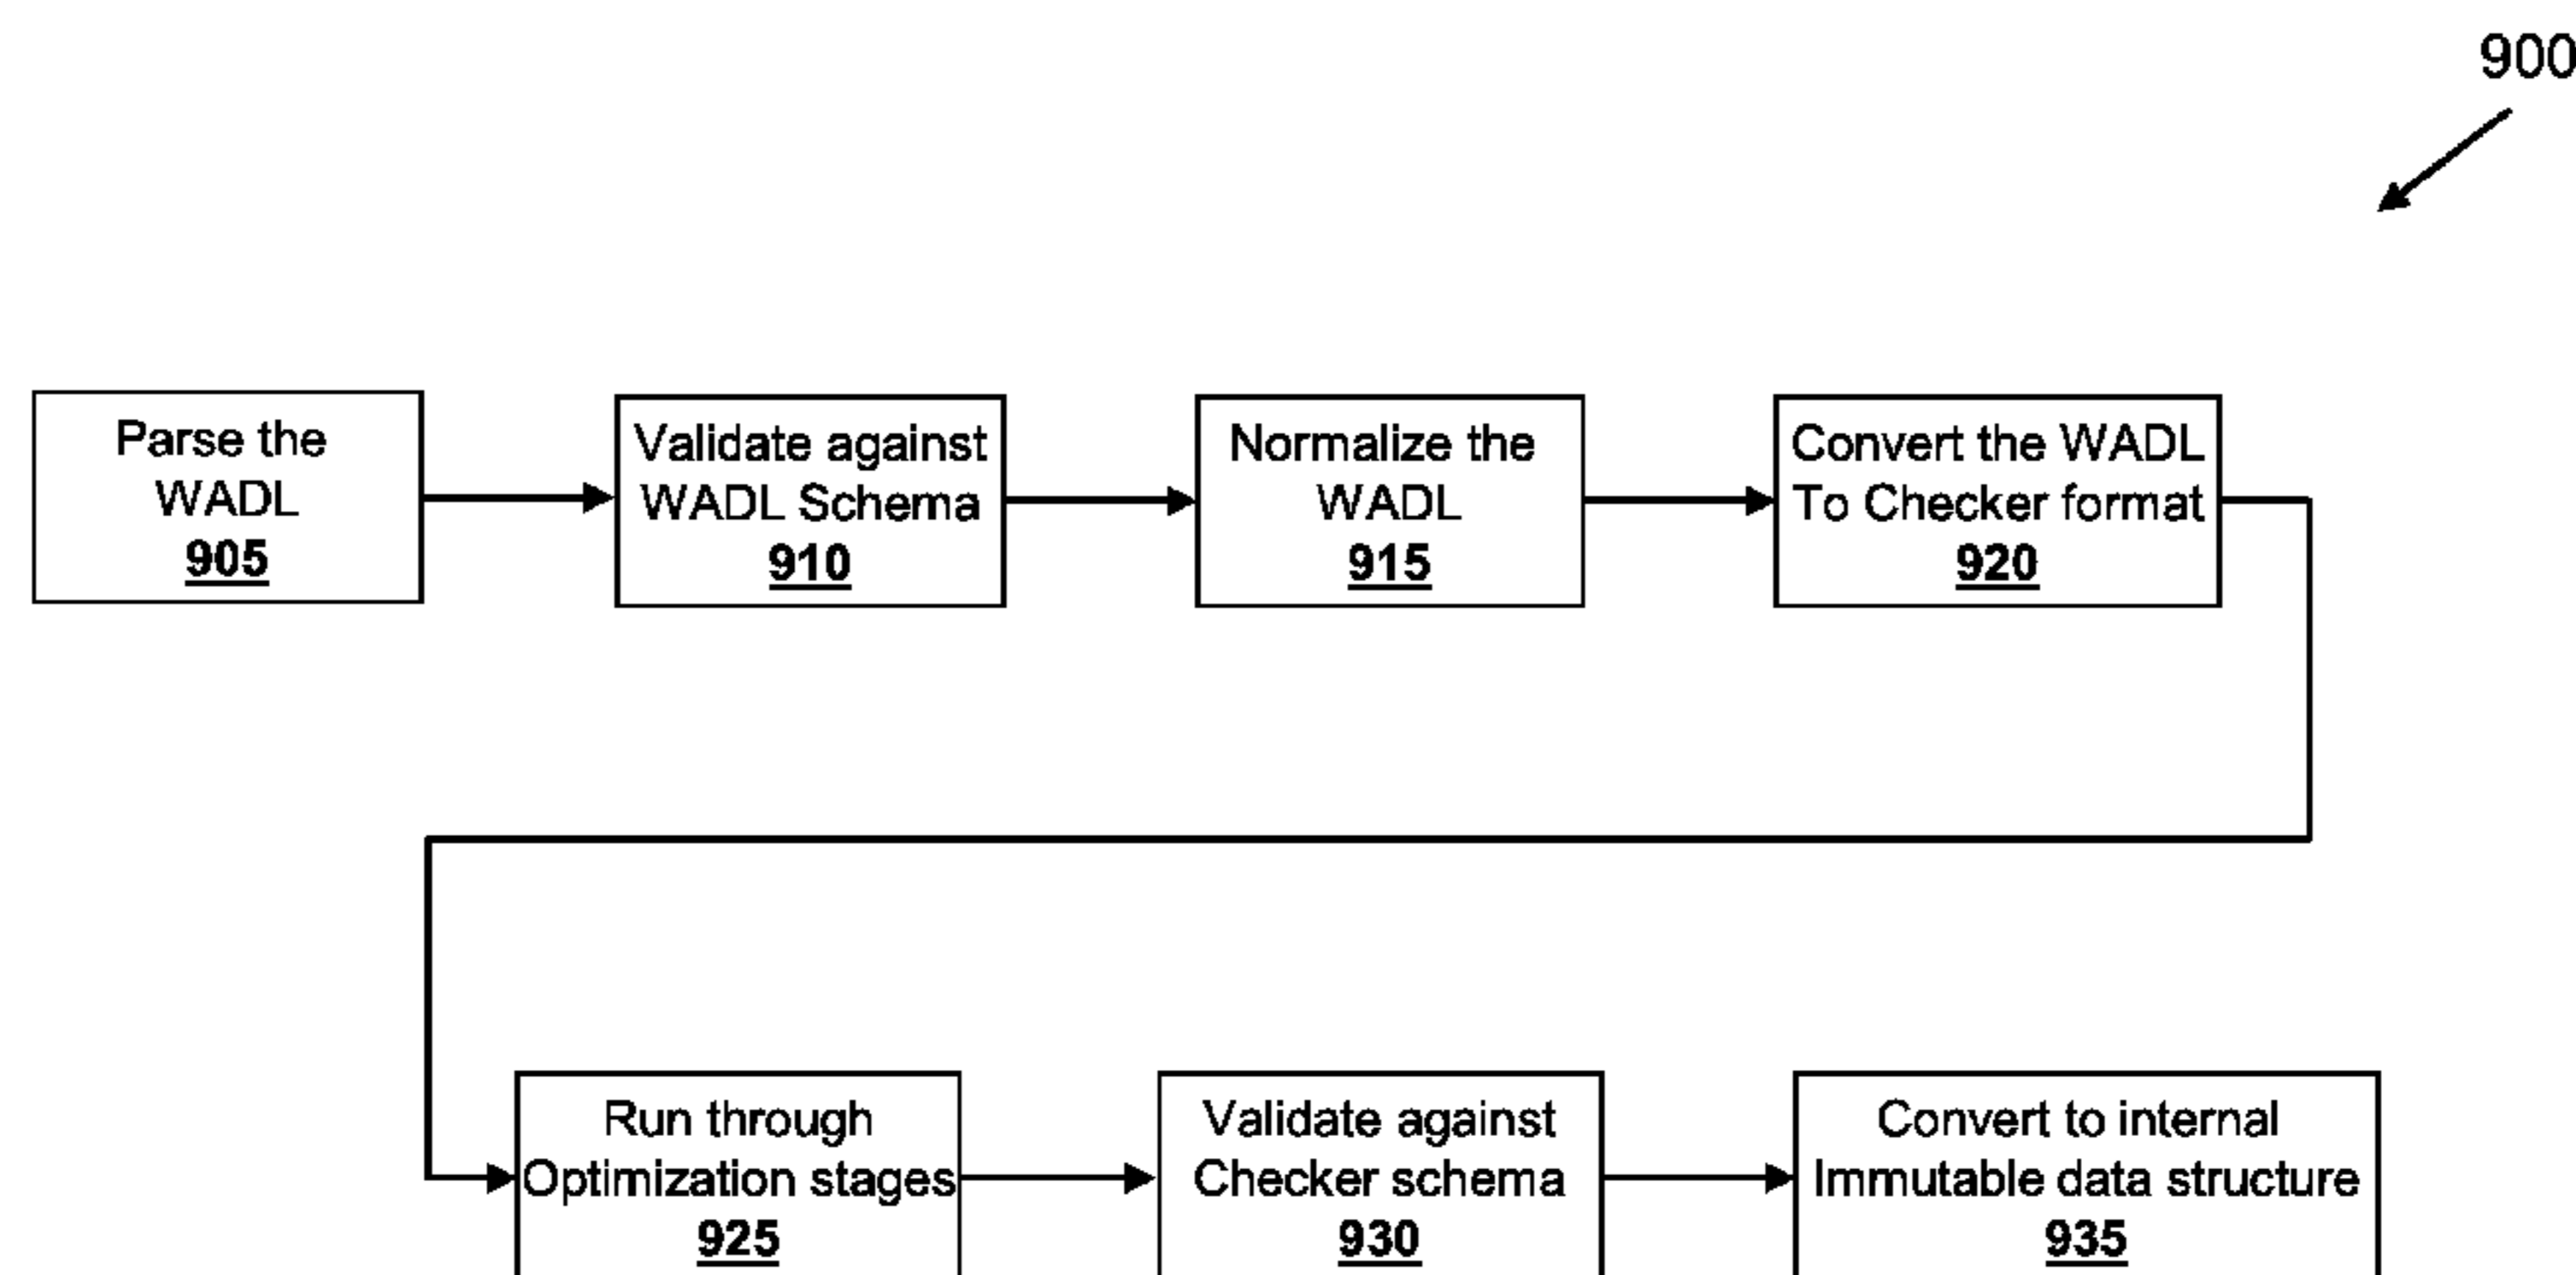 900
Parse the
WADL
905
Validate against
WADL Schema
910
Normalize the
WADL
915
Convert the WADL
To Checker format
920
Run through
Optimization stages
925
Validate against
Checker schema
930
Convert to internal
Immutable data structure
935